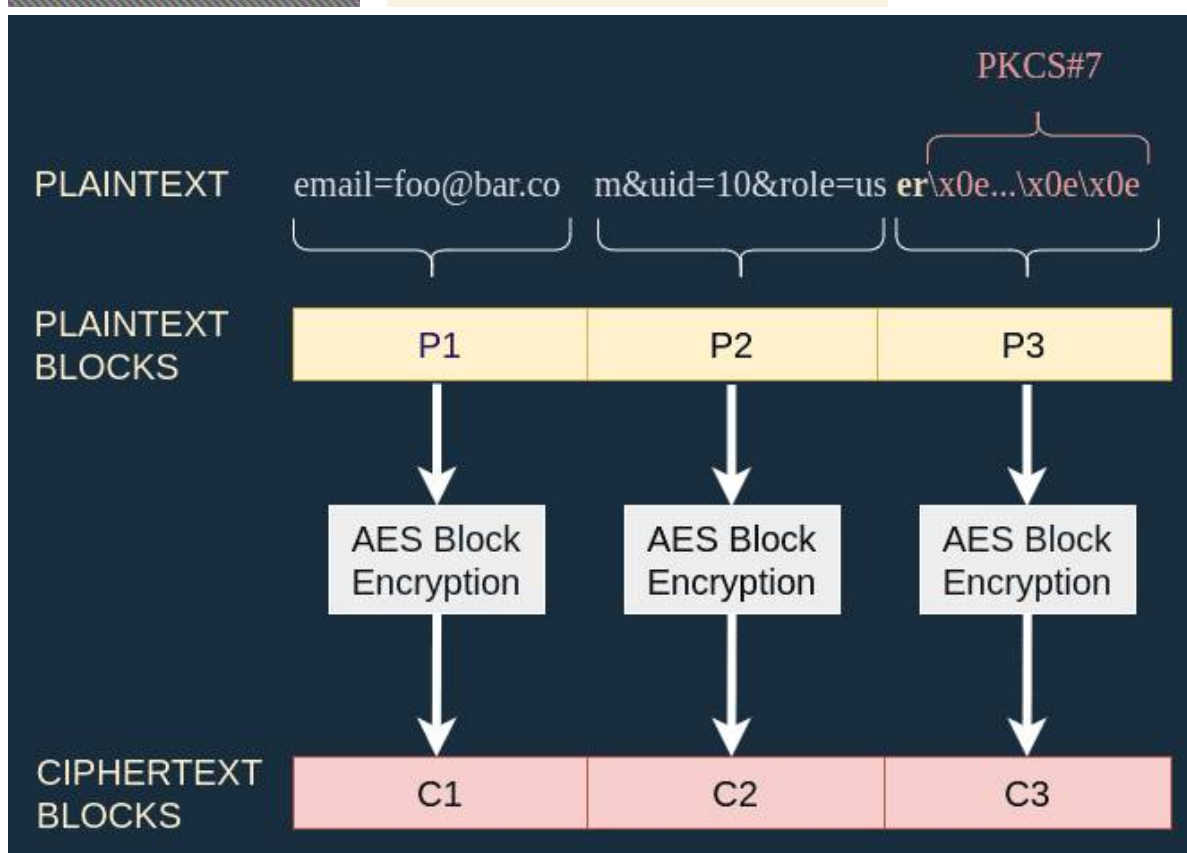 PKCS#7
PLAINTEXT email=foo@bar.co m&uid=10&role=us er\x0e...\x0e\x0e
PLAINTEXT
BLOCKS
P1 P2 P3
AES Block AES Block AES Block
Encryption Encryption Encryption
CIPHERTEXT
BLOCKS
C1 C2 C3